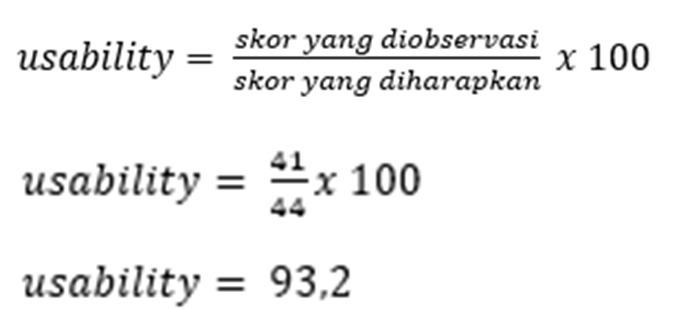 usability = skor yang diobservasi / skor yang diharapkan x 100
usability = 41/44 x 100
usability = 93,2